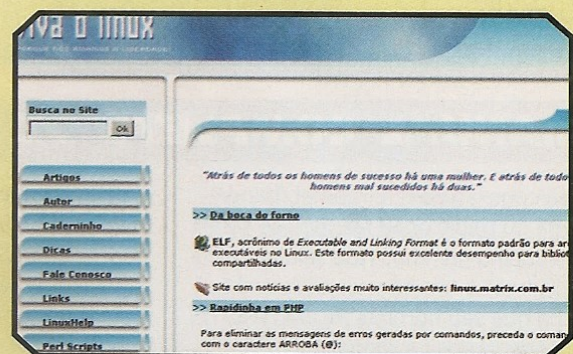 viva o linux
Busca no Site
Ok
Artigos
Autor
Caderninho
Dicas
Fale Conosco
Links
LinuxHelp
Perl Scripts
"Atrás de todos os homens de sucesso há uma mulher. E atrás de todo
homens mal sucedidos há duas."
>> Da boca do forno
ELF, acrônimo de Executable and Linking Format é o formato padrão para
executáveis no Linux. Este formato possui excelente desempenho para
compartilhadas.
Site com notícias e avaliações muito interessantes: linux.matrix.com.br
>> Rapidinha em PHP
Para eliminar as mensagens de erros geradas por comandos, preceda o
com o caractere ARROBA (@):